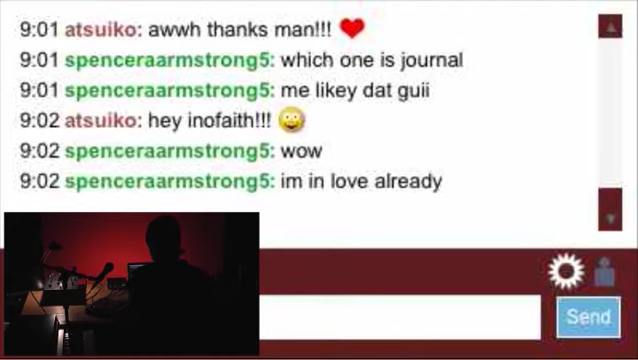 9:01 atsuiko: awwh thanks man!!!
9:01 spenceraarmstrong5: which one is journal
9:01 spenceraarmstrong5: me likey dat guii
9:02 atsuiko: hey inofaith!!!
9:02 spenceraarmstrong5: wow
9:02 spenceraarmstrong5: im in love already
Send